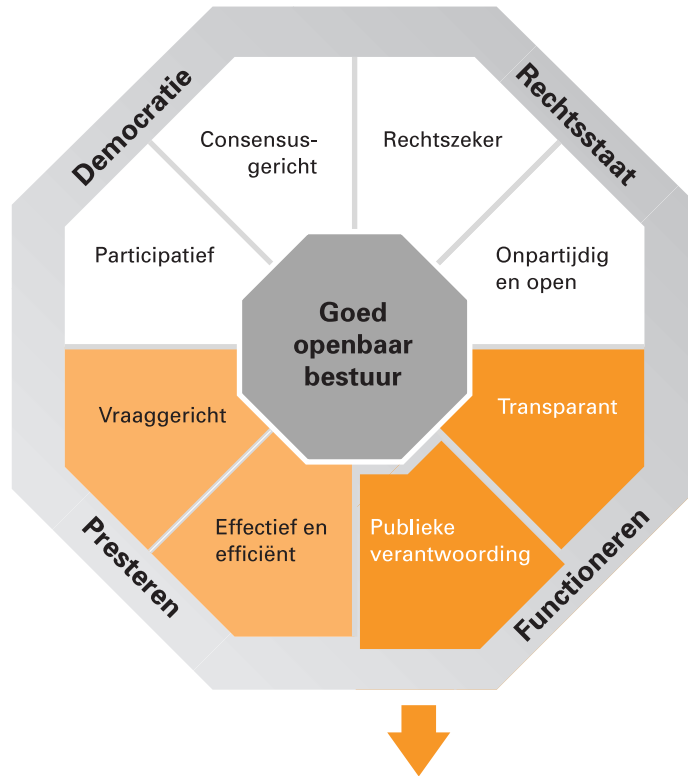 Democratie
Rechtsstaat
Consensus-
gericht
Rechtszeker
Participatief
Onpartijdig
en open
Goed
openbaar
bestuur
Vraaggericht
Transparant
Effectief en
efficiënt
Publieke
verantwoording
Presteren
Functioneren